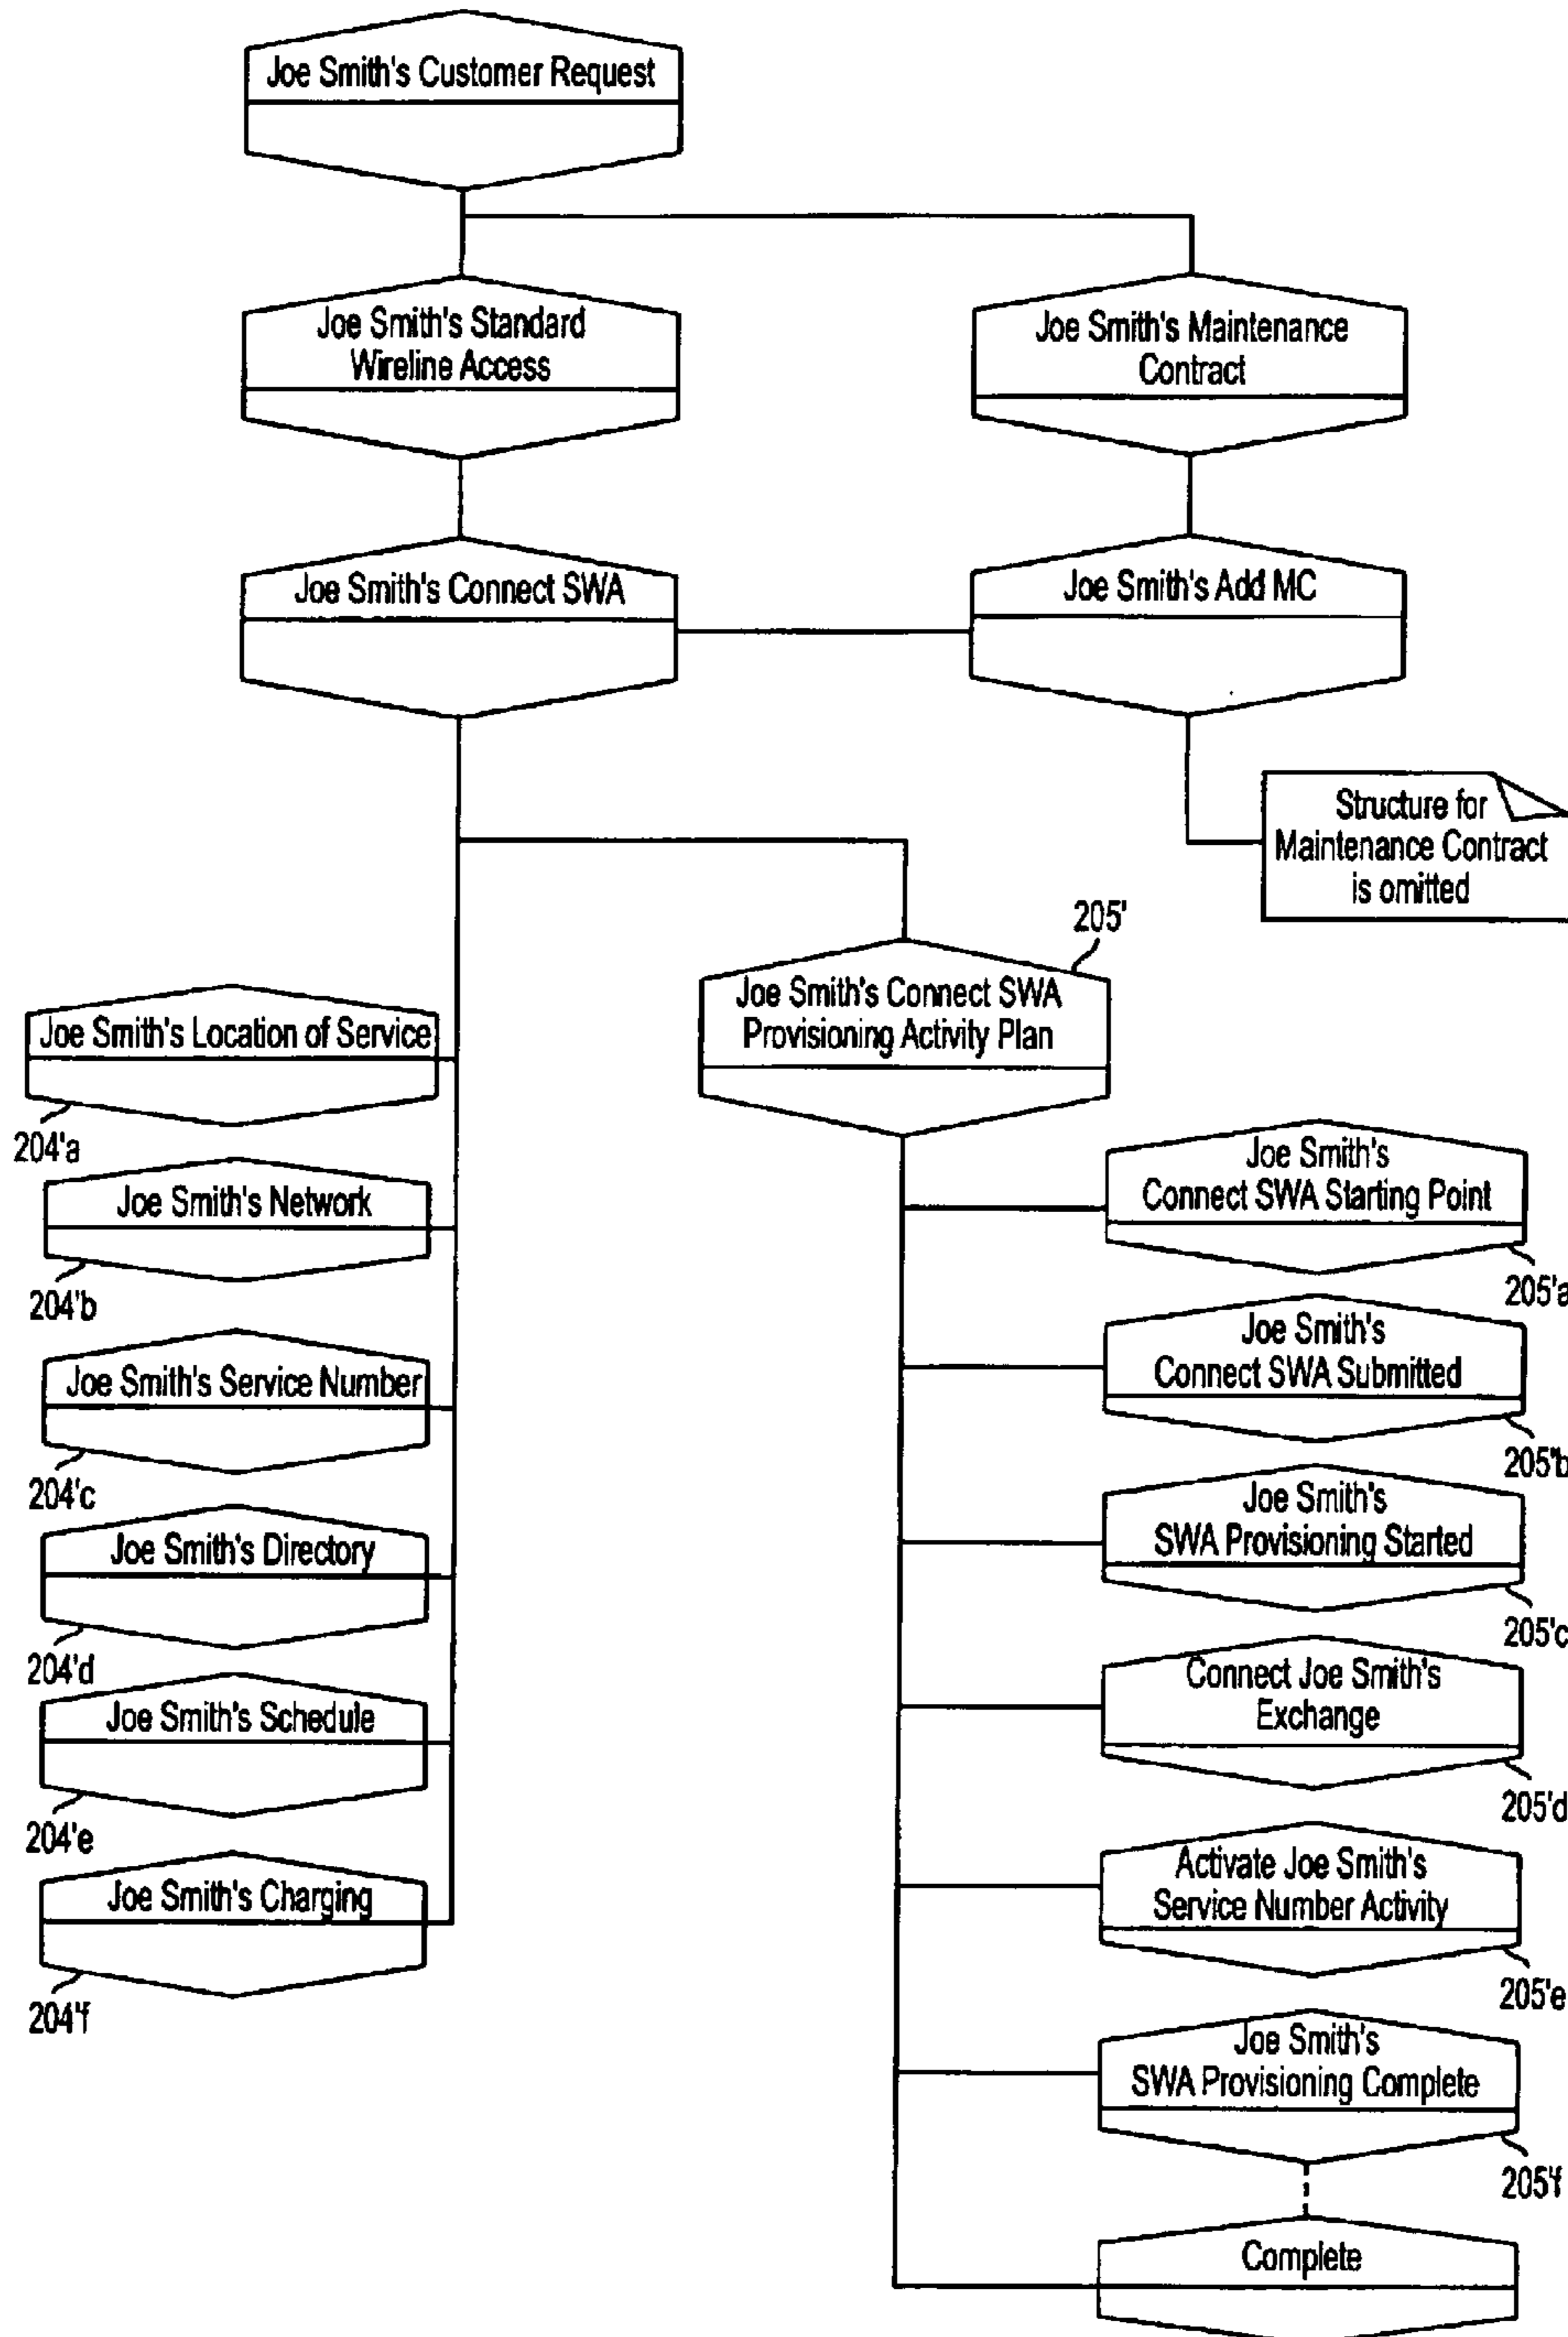 Joe Smith's Customer Request
Joe Smith's Standard
Wireline Access
Joe Smith's Maintenance
Contract
Joe Smith's Connect SWA
Joe Smith's Add MC
Structure for
Maintenance Contract
is omitted
205'
Joe Smith's Connect SWA
Provisioning Activity Plan
Joe Smith's Location of Service
204'a
Joe Smith's Network
204'b
Joe Smith's Service Number
204'c
Joe Smith's Directory
204'd
Joe Smith's Schedule
204'e
Joe Smith's Charging
204'f
Joe Smith's
Connect SWA Starting Point
205'a
Joe Smith's
Connect SWA Submitted
205'b
Joe Smith's
SWA Provisioning Started
205'c
Connect Joe Smith's
Exchange
205'd
Activate Joe Smith's
Service Number Activity
205'e
Joe Smith's
SWA Provisioning Complete
205'f
Complete